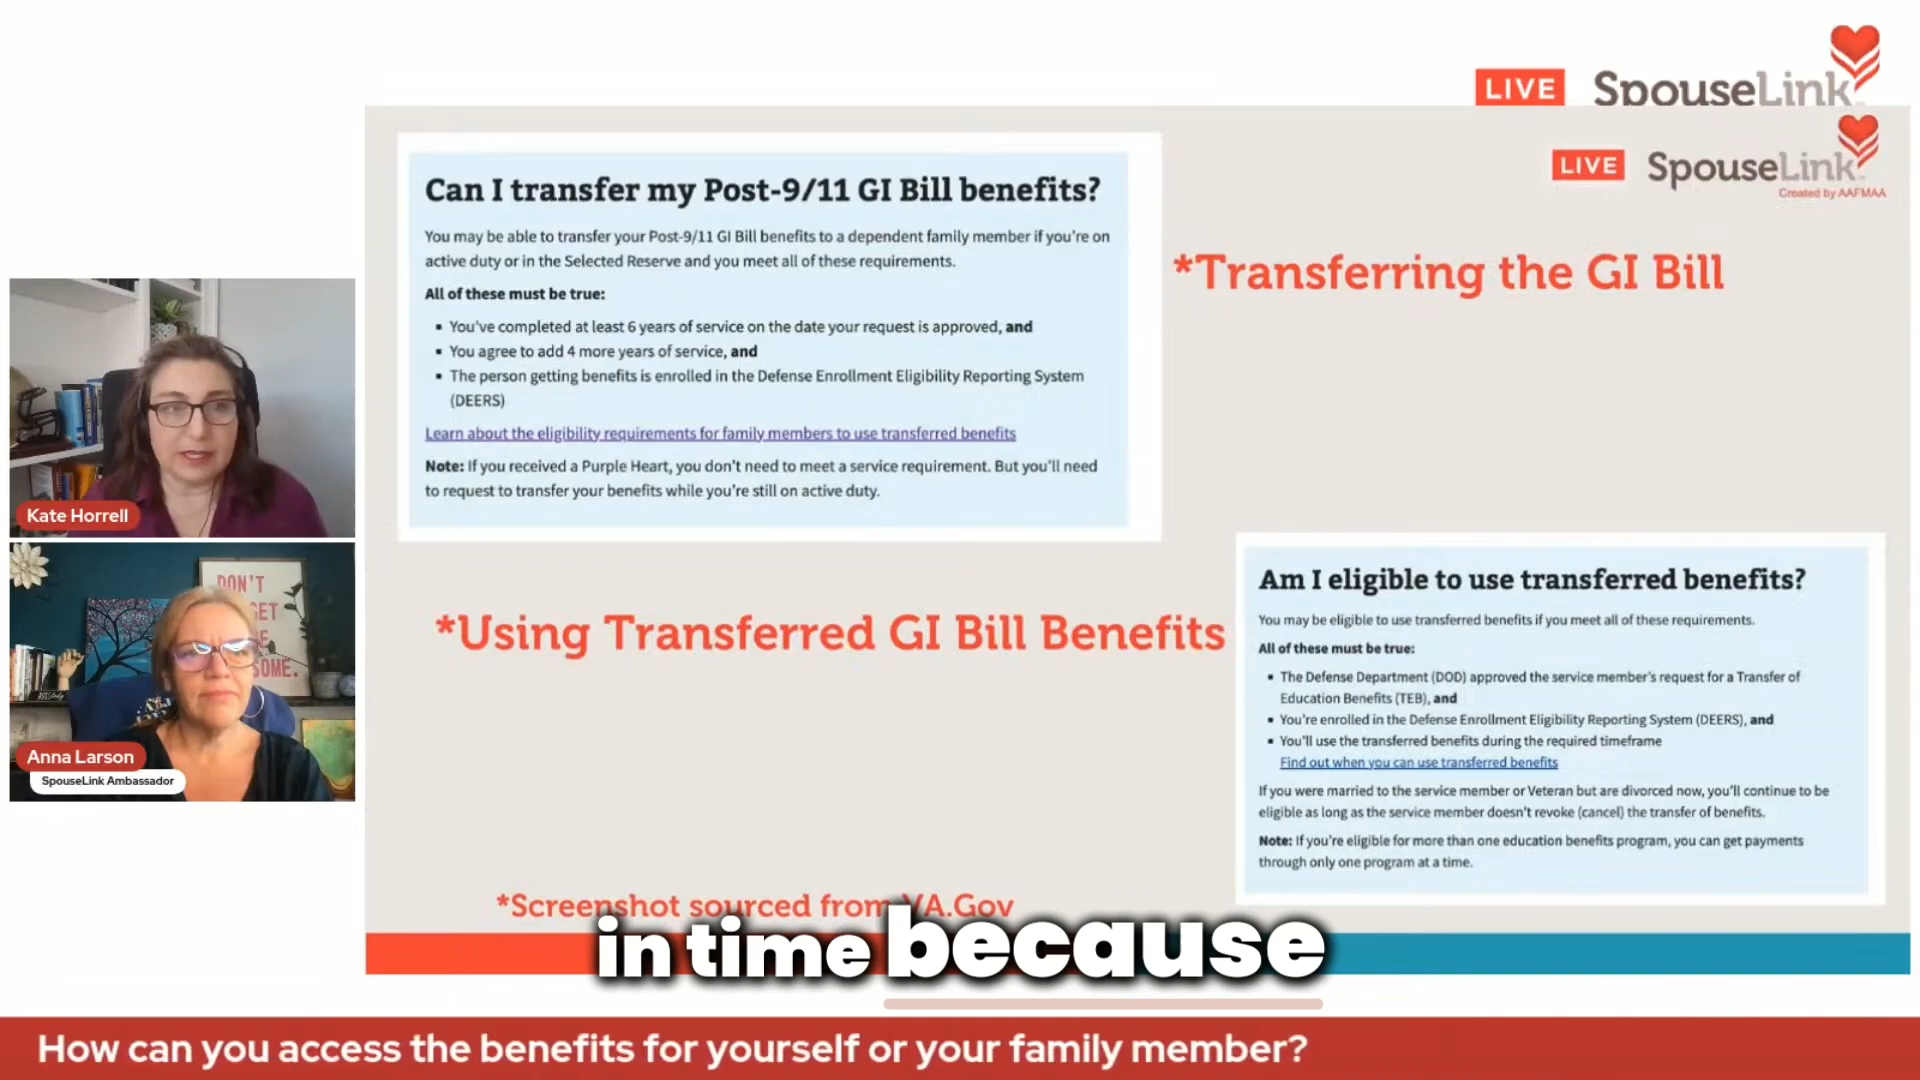 LIVE SpouseLink
LIVE SpouseLink
Created by AAFMAA
Can I transfer my Post-9/11 GI Bill benefits?
You may be able to transfer your Post-9/11 GI Bill benefits to a dependent family member if you're on
active duty or in the Selected Reserve and you meet all of these requirements.
All of these must be true:
▪ You've completed at least 6 years of service on the date your request is approved, and
▪ You agree to add 4 more years of service, and
▪ The person getting benefits is enrolled in the Defense Enrollment Eligibility Reporting System
(DEERS)
Learn about the eligibility requirements for family members to use transferred benefits
Note: If you received a Purple Heart, you don't need to meet a service requirement. But you'll need
to request to transfer your benefits while you're still on active duty.
*Transferring the GI Bill
Kate Horrell
DON'T
SOME.
Anna Larson
SpouseLink Ambassador
*Using Transferred GI Bill Benefits
Am I eligible to use transferred benefits?
You may be eligible to use transferred benefits if you meet all of these requirements.
All of these must be true:
▪ The Defense Department (DOD) approved the service member's request for a Transfer of
Education Benefits (TEB), and
▪ You're enrolled in the Defense Enrollment Eligibility Reporting System (DEERS), and
▪ You'll use the transferred benefits during the required timeframe
Find out when you can use transferred benefits
If you were married to the service member or Veteran but are divorced now, you'll continue to be
eligible as long as the service member doesn't revoke (cancel) the transfer of benefits.
Note: If you're eligible for more than one education benefits program, you can get payments
through only one program at a time.
*Screenshot sourced from VA.Gov
in time because
How can you access the benefits for yourself or your family member?